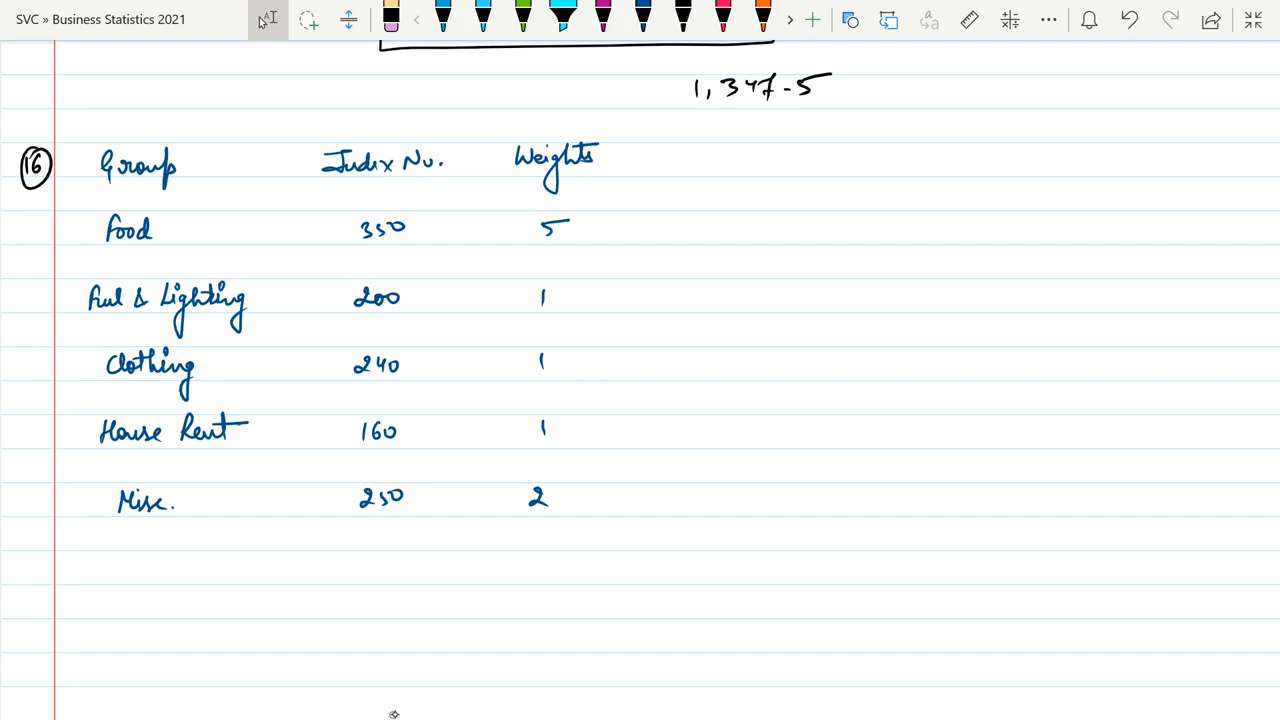 SVC » Business Statistics 2021
1,347-5
16 Group Index No. Weights
Food 350 5
Fuel & Lighting 200 1
Clothing 240 1
House Rent 160 1
Misc. 250 2